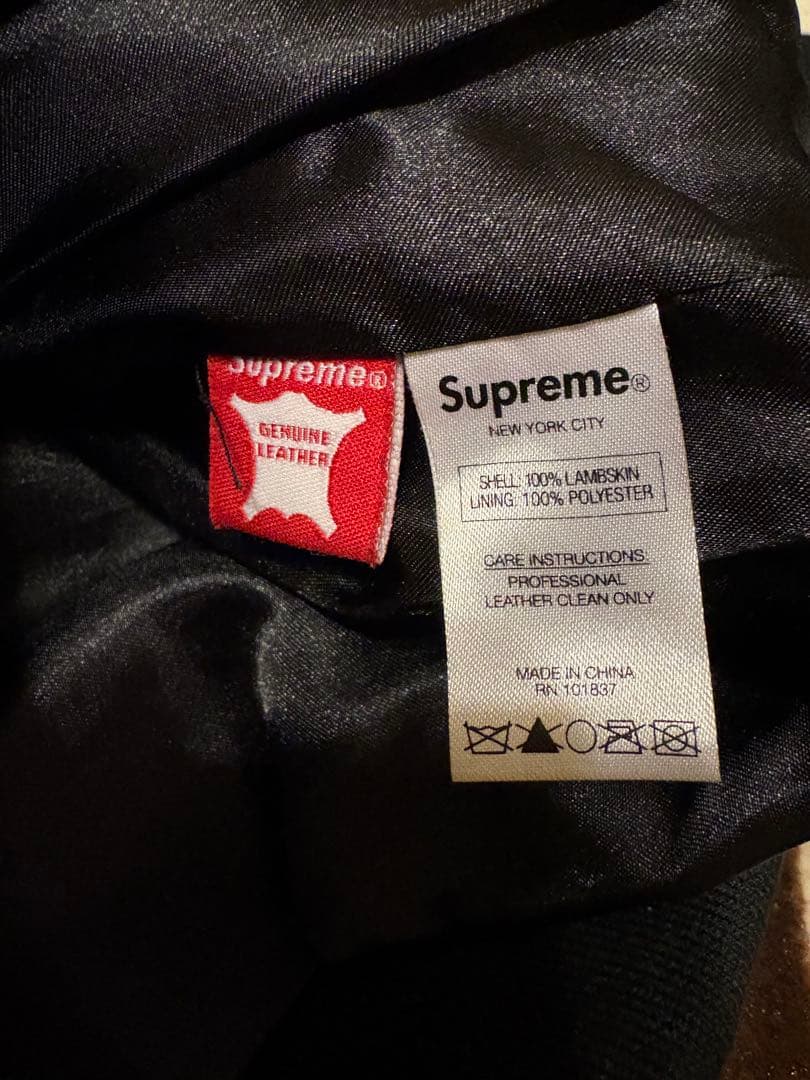 Supreme®
GENUINE
LEATHER
Supreme®
NEW YORK CITY
SHELL: 100% LAMBSKIN
LINING: 100% POLYESTER
CARE INSTRUCTIONS:
PROFESSIONAL
LEATHER CLEAN ONLY
MADE IN CHINA
RN 101837